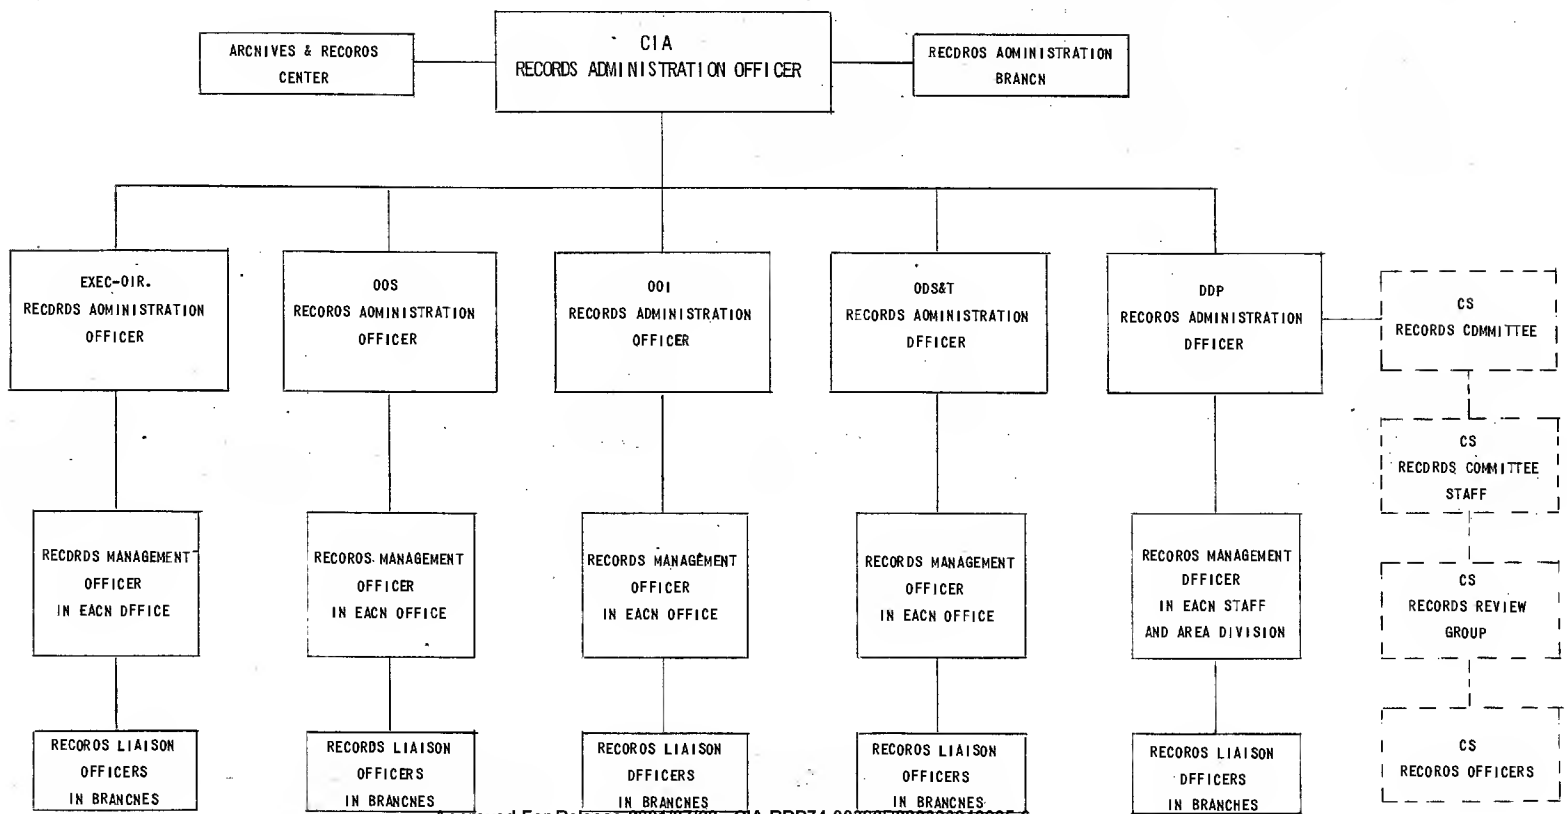 CIA
RECORDS ADMINISTRATION OFFICER
ARCHIVES & RECORDS
CENTER
RECORDS ADMINISTRATION
BRANCH
EXEC-DIR.
RECORDS ADMINISTRATION
OFFICER
DDS
RECORDS ADMINISTRATION
OFFICER
DDI
RECORDS ADMINISTRATION
OFFICER
DDS&T
RECORDS ADMINISTRATION
OFFICER
DDP
RECORDS ADMINISTRATION
OFFICER
CS
RECORDS COMMITTEE
CS
RECORDS COMMITTEE
STAFF
RECORDS MANAGEMENT
OFFICER
IN EACH OFFICE
RECORDS MANAGEMENT
OFFICER
IN EACH OFFICE
RECORDS MANAGEMENT
OFFICER
IN EACH OFFICE
RECORDS MANAGEMENT
OFFICER
IN EACH OFFICE
RECORDS MANAGEMENT
OFFICER
IN EACH STAFF
AND AREA DIVISION
CS
RECORDS REVIEW
GROUP
RECORDS LIAISON
OFFICERS
IN BRANCHES
RECORDS LIAISON
OFFICERS
IN BRANCHES
RECORDS LIAISON
OFFICERS
IN BRANCHES
RECORDS LIAISON
OFFICERS
IN BRANCHES
RECORDS LIAISON
OFFICERS
IN BRANCHES
CS
RECORDS OFFICERS